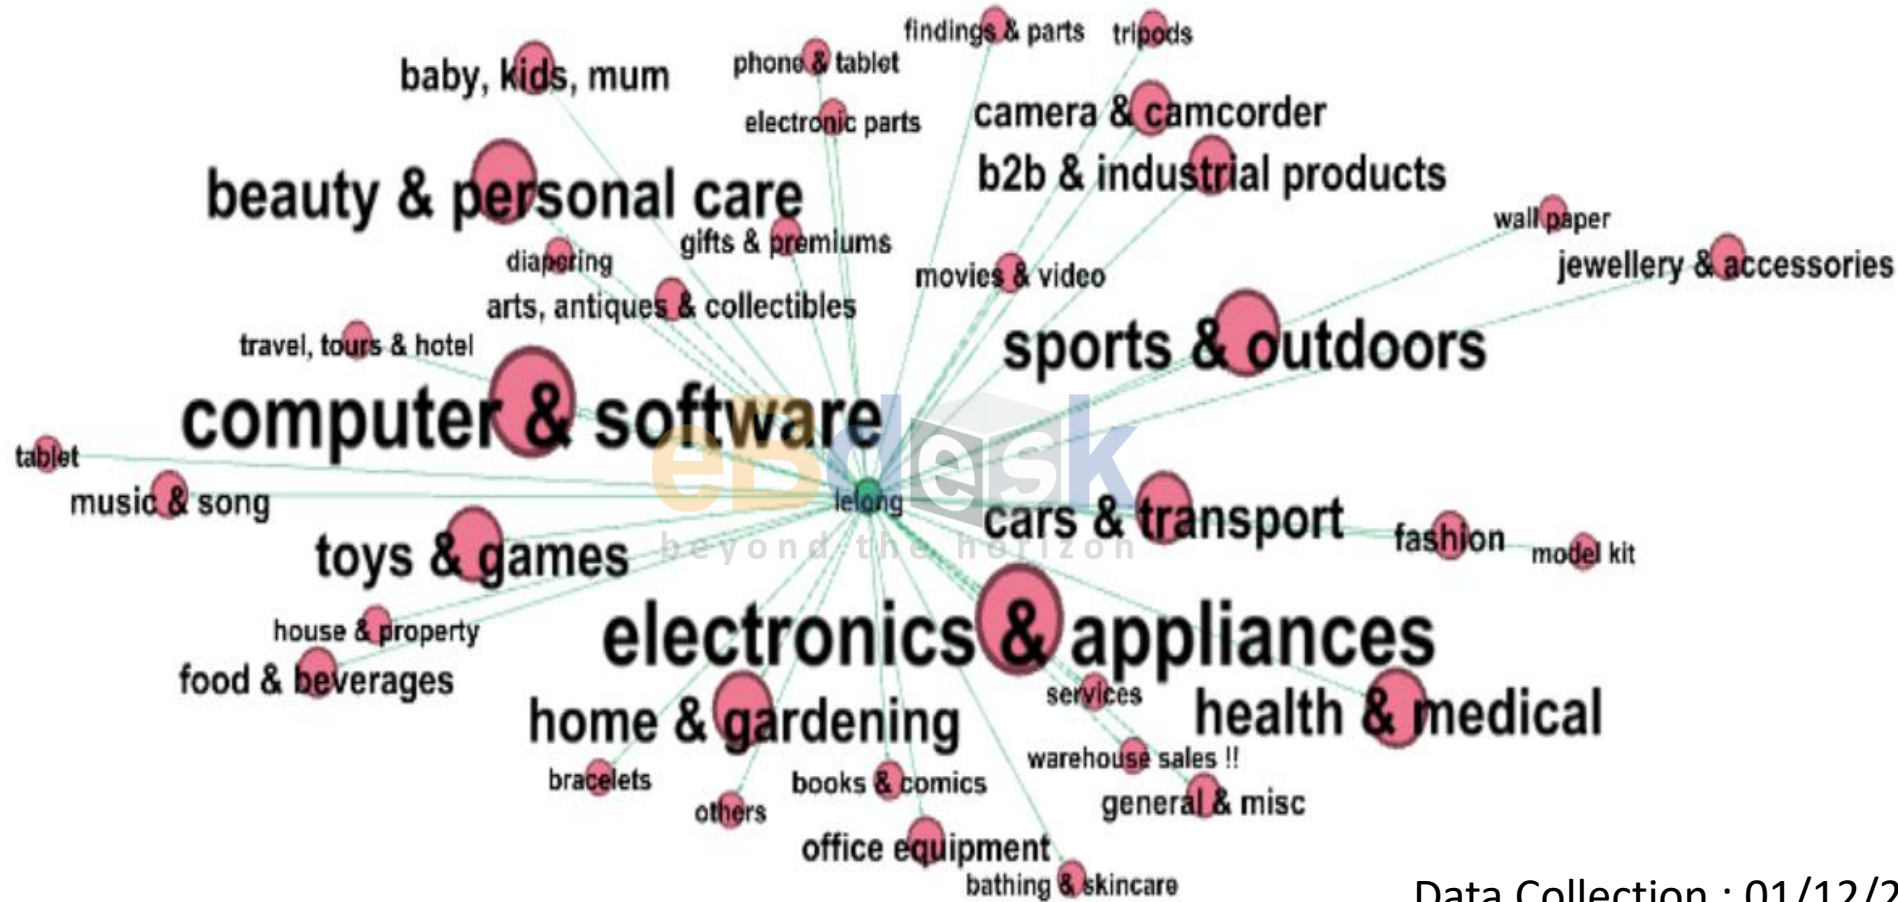 findings & parts
tripods
phone & tablet
baby, kids, mum
electronic parts
camera & camcorder
b2b & industrial products
beauty & personal care
wall paper
gifts & premiums
diapering
jewellery & accessories
movies & video
arts, antiques & collectibles
travel, tours & hotel
sports & outdoors
computer & software
tablet
eBdesk
music & song
lelong
cars & transport
fashion
beyond the horizon
toys & games
model kit
house & property
electronics & appliances
food & beverages
services
health & medical
home & gardening
warehouse sales !!
bracelets
books & comics
general & misc
others
office equipment
bathing & skincare
Data Collection : 01/12/2